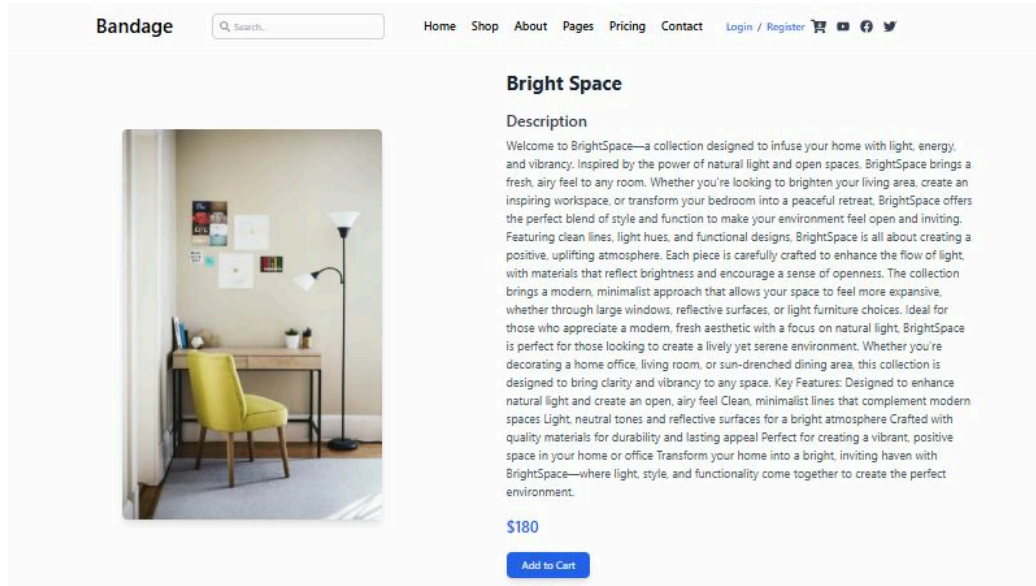 Bandage
Search...
Home Shop About Pages Pricing Contact
Login / Register
Bright Space
Description
Welcome to BrightSpace—a collection designed to infuse your home with light, energy,
and vibrancy. Inspired by the power of natural light and open spaces, BrightSpace brings a
fresh, airy feel to any room. Whether you're looking to brighten your living area, create an
inspiring workspace, or transform your bedroom into a peaceful retreat, BrightSpace offers
the perfect blend of style and function to make your environment feel open and inviting.
Featuring clean lines, light hues, and functional designs, BrightSpace is all about creating a
positive, uplifting atmosphere. Each piece is carefully crafted to enhance the flow of light,
with materials that reflect brightness and encourage a sense of openness. The collection
brings a modern, minimalist approach that allows your space to feel more expansive,
whether through large windows, reflective surfaces, or light furniture choices. Ideal for
those who appreciate a modern, fresh aesthetic with a focus on natural light, BrightSpace
is perfect for those looking to create a lively yet serene environment. Whether you're
decorating a home office, living room, or sun-drenched dining area, this collection is
designed to bring clarity and vibrancy to any space. Key Features: Designed to enhance
natural light and create an open, airy feel Clean, minimalist lines that complement modern
spaces Light, neutral tones and reflective surfaces for a bright atmosphere Crafted with
quality materials for durability and lasting appeal Perfect for creating a vibrant, positive
space in your home or office Transform your home into a bright, inviting haven with
BrightSpace—where light, style, and functionality come together to create the perfect
environment.
$180
Add to Cart